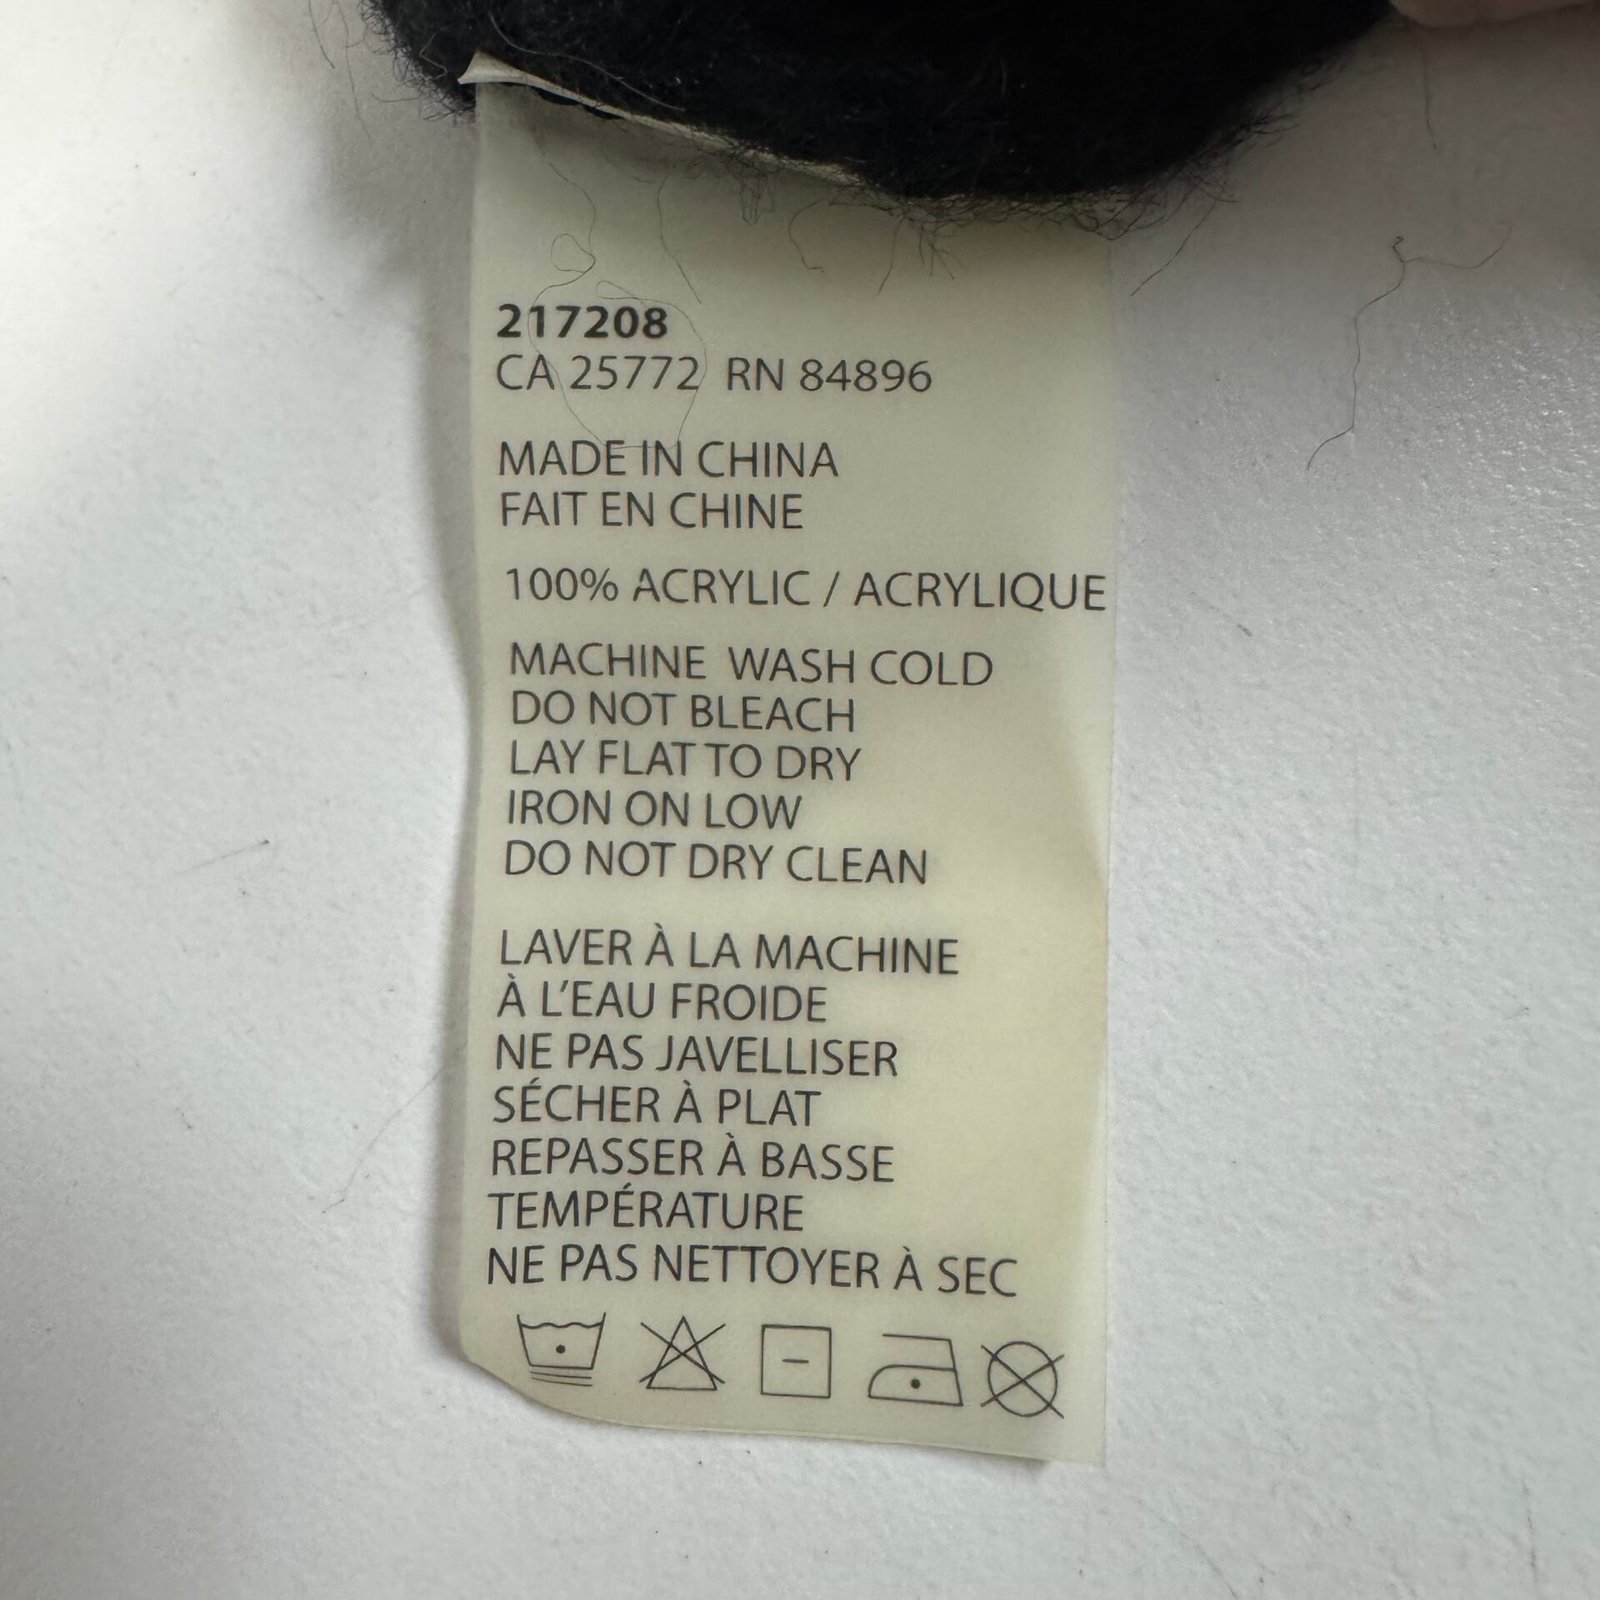 217208
CA 25772 RN 84896
MADE IN CHINA
FAIT EN CHINE
100% ACRYLIC / ACRYLIQUE
MACHINE WASH COLD
DO NOT BLEACH
LAY FLAT TO DRY
IRON ON LOW
DO NOT DRY CLEAN
LAVER À LA MACHINE
À L'EAU FROIDE
NE PAS JAVELLISER
SÉCHER À PLAT
REPASSER À BASSE
TEMPÉRATURE
NE PAS NETTOYER À SEC